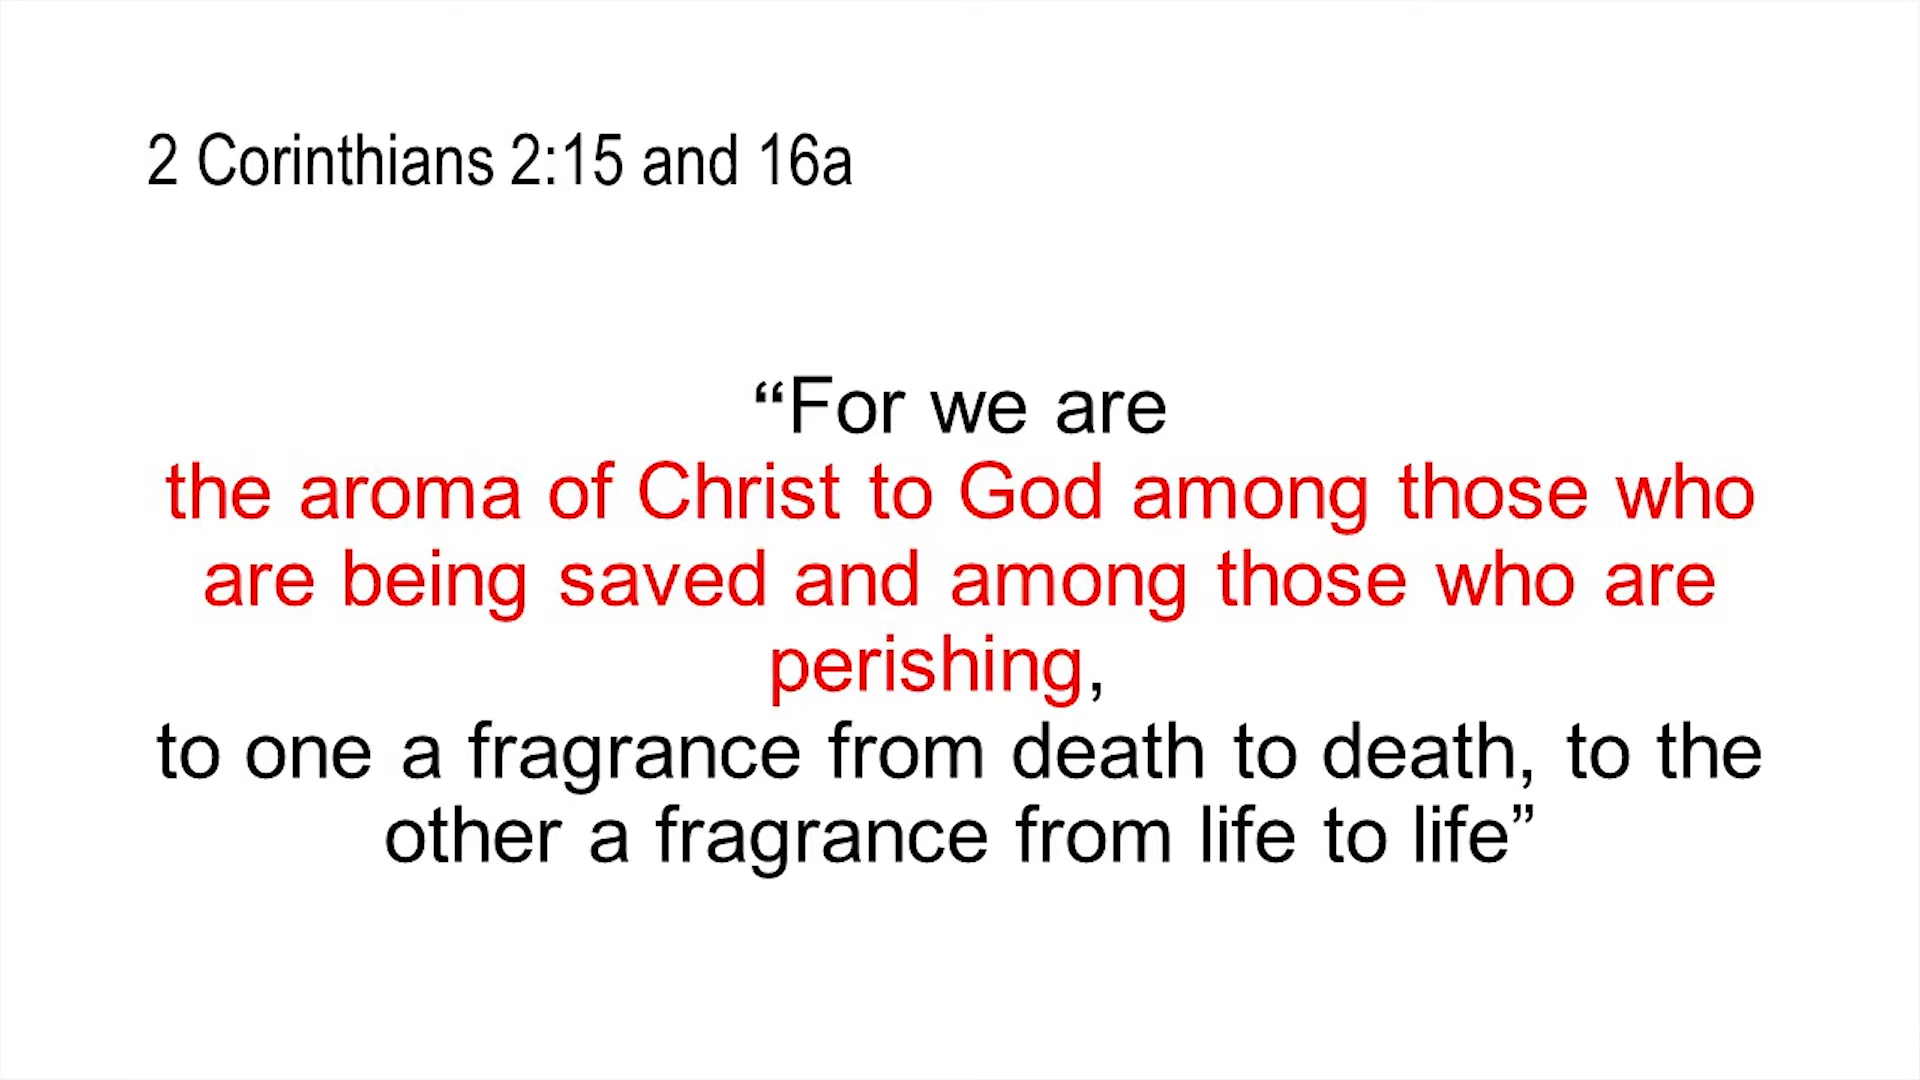 2 Corinthians 2:15 and 16a
“For we are
the aroma of Christ to God among those who
are being saved and among those who are
perishing,
to one a fragrance from death to death, to the
other a fragrance from life to life”